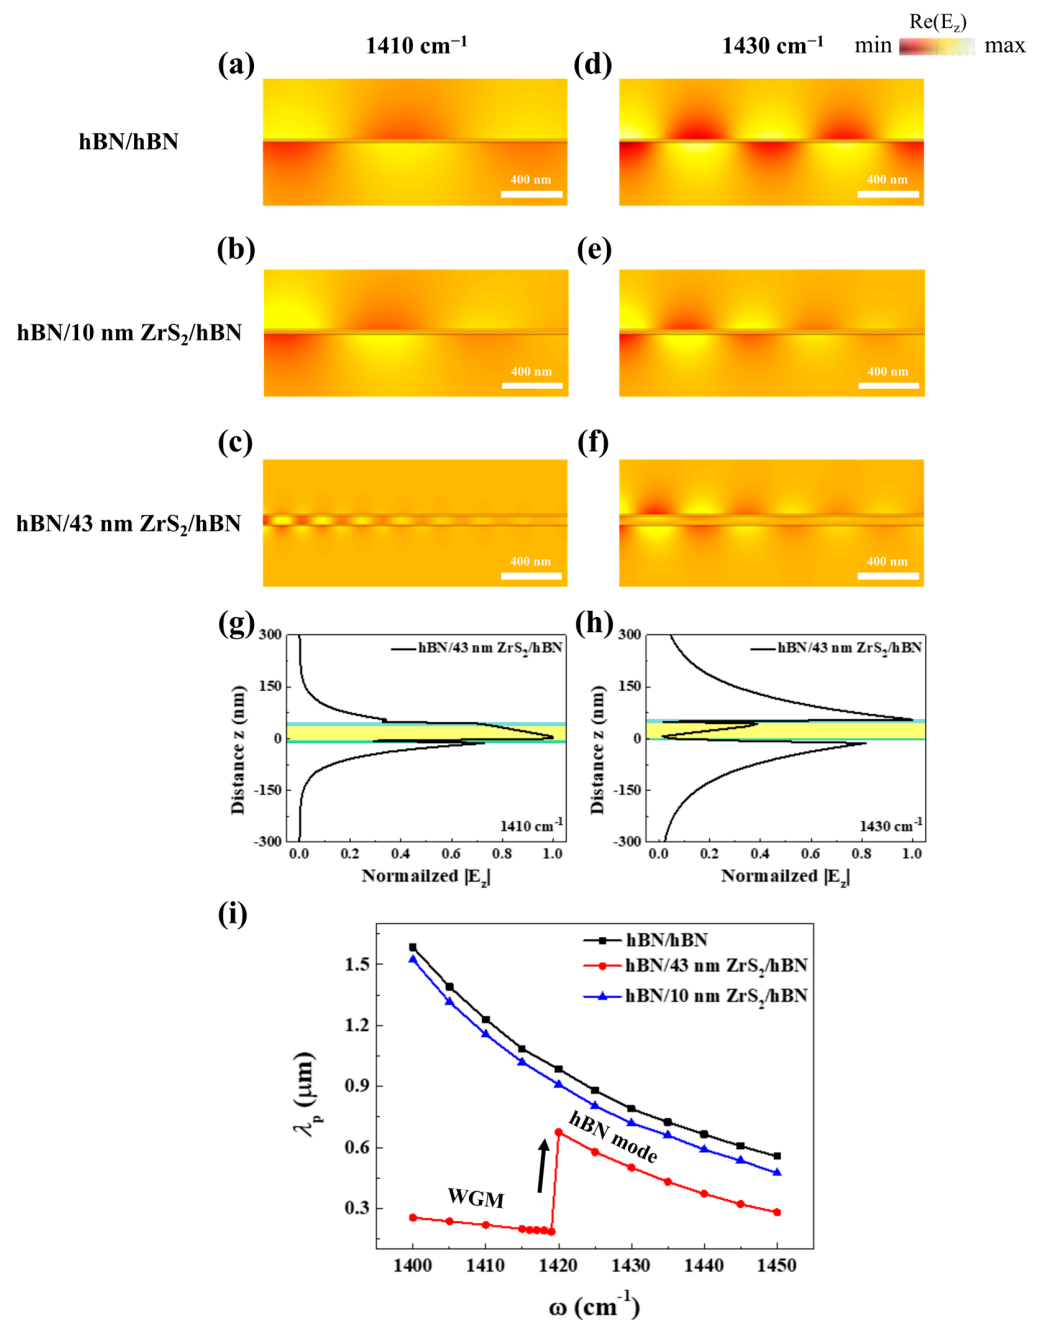 Re(E_z)
min max
1410 cm⁻¹ 1430 cm⁻¹
(a) (d)
hBN/hBN
400 nm 400 nm
(b) (e)
hBN/10 nm ZrS₂/hBN
400 nm 400 nm
(c) (f)
hBN/43 nm ZrS₂/hBN
400 nm 400 nm
(g)
300
150
0
-150
-300
Distance z (nm)
hBN/43 nm ZrS₂/hBN
1410 cm⁻¹
0.0 0.2 0.4 0.6 0.8 1.0
Normailzed |E_z|
(h)
300
150
0
-150
-300
Distance z (nm)
hBN/43 nm ZrS₂/hBN
1430 cm⁻¹
0.0 0.2 0.4 0.6 0.8 1.0
Normailzed |E_z|
(i)
hBN/hBN
hBN/43 nm ZrS₂/hBN
hBN/10 nm ZrS₂/hBN
1.5
1.2
0.9
0.6
0.3
λ_p (μm)
hBN mode
WGM
1400 1410 1420 1430 1440 1450
ω (cm⁻¹)